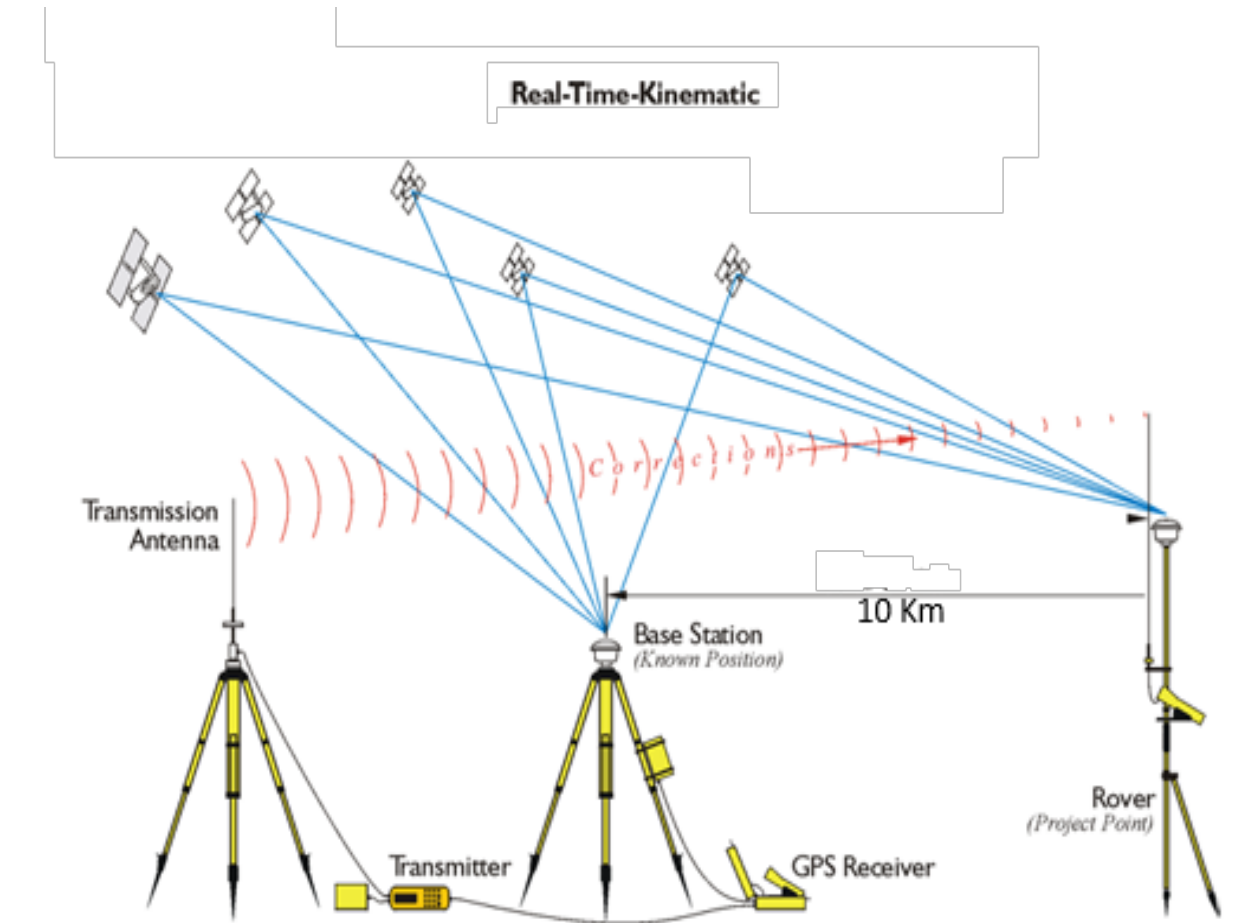 Real-Time-Kinematic
Corrections
Transmission
Antenna
10 Km
Base Station
(Known Position)
Rover
(Project Point)
Transmitter
GPS Receiver